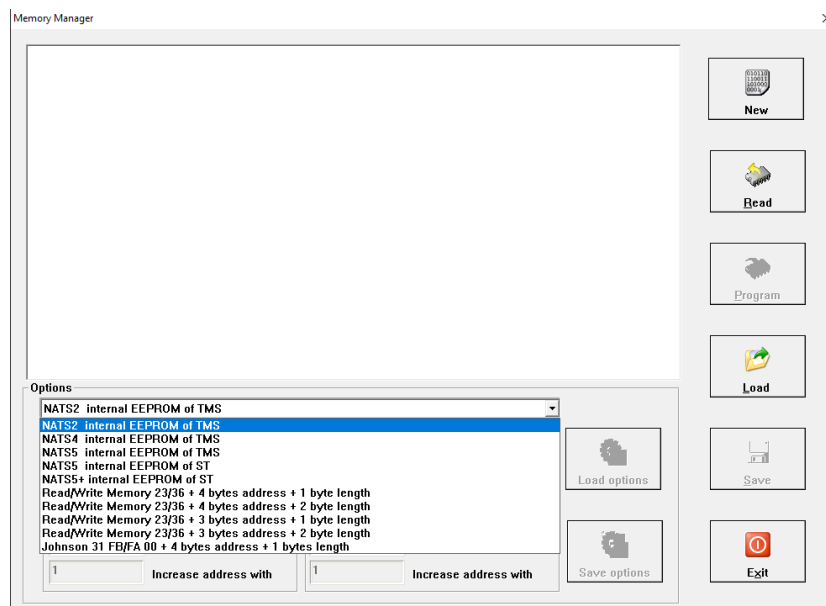 Memory Manager
010110
110011
101000
0001
New
Read
Program
Load
Save
Exit
Options
NATS2 internal EEPROM of TMS
NATS2 internal EEPROM of TMS
NATS4 internal EEPROM of TMS
NATS5 internal EEPROM of TMS
NATS5 internal EEPROM of ST
NATS5+ internal EEPROM of ST
Read/Write Memory 23/36 + 4 bytes address + 1 byte length
Read/Write Memory 23/36 + 4 bytes address + 2 byte length
Read/Write Memory 23/36 + 3 bytes address + 1 byte length
Read/Write Memory 23/36 + 3 bytes address + 2 byte length
Johnson 31 FB/FA 00 + 4 bytes address + 1 bytes length
Load options
Save options
1 Increase address with
1 Increase address with